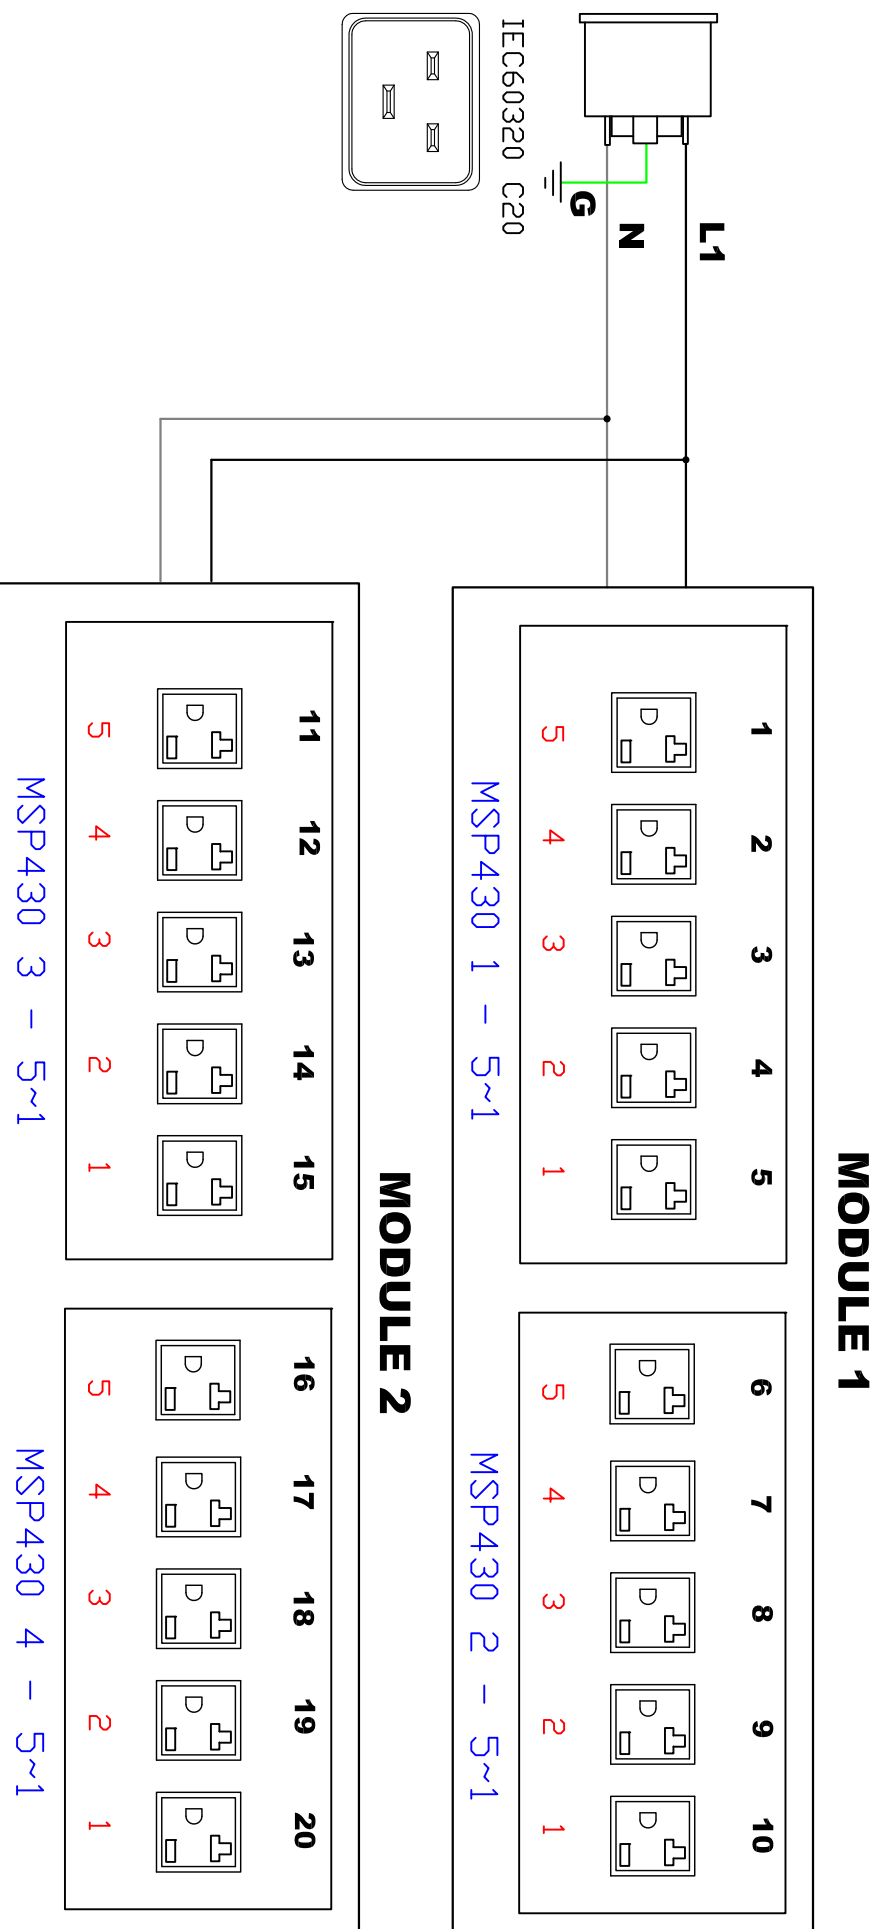 IEC60320 C20
G
N
L1
MODULE 1
1 2 3 4 5
5 4 3 2 1
MSP430 1 - 5~1
6 7 8 9 10
5 4 3 2 1
MSP430 2 - 5~1
MODULE 2
11 12 13 14 15
5 4 3 2 1
MSP430 3 - 5~1
16 17 18 19 20
5 4 3 2 1
MSP430 4 - 5~1